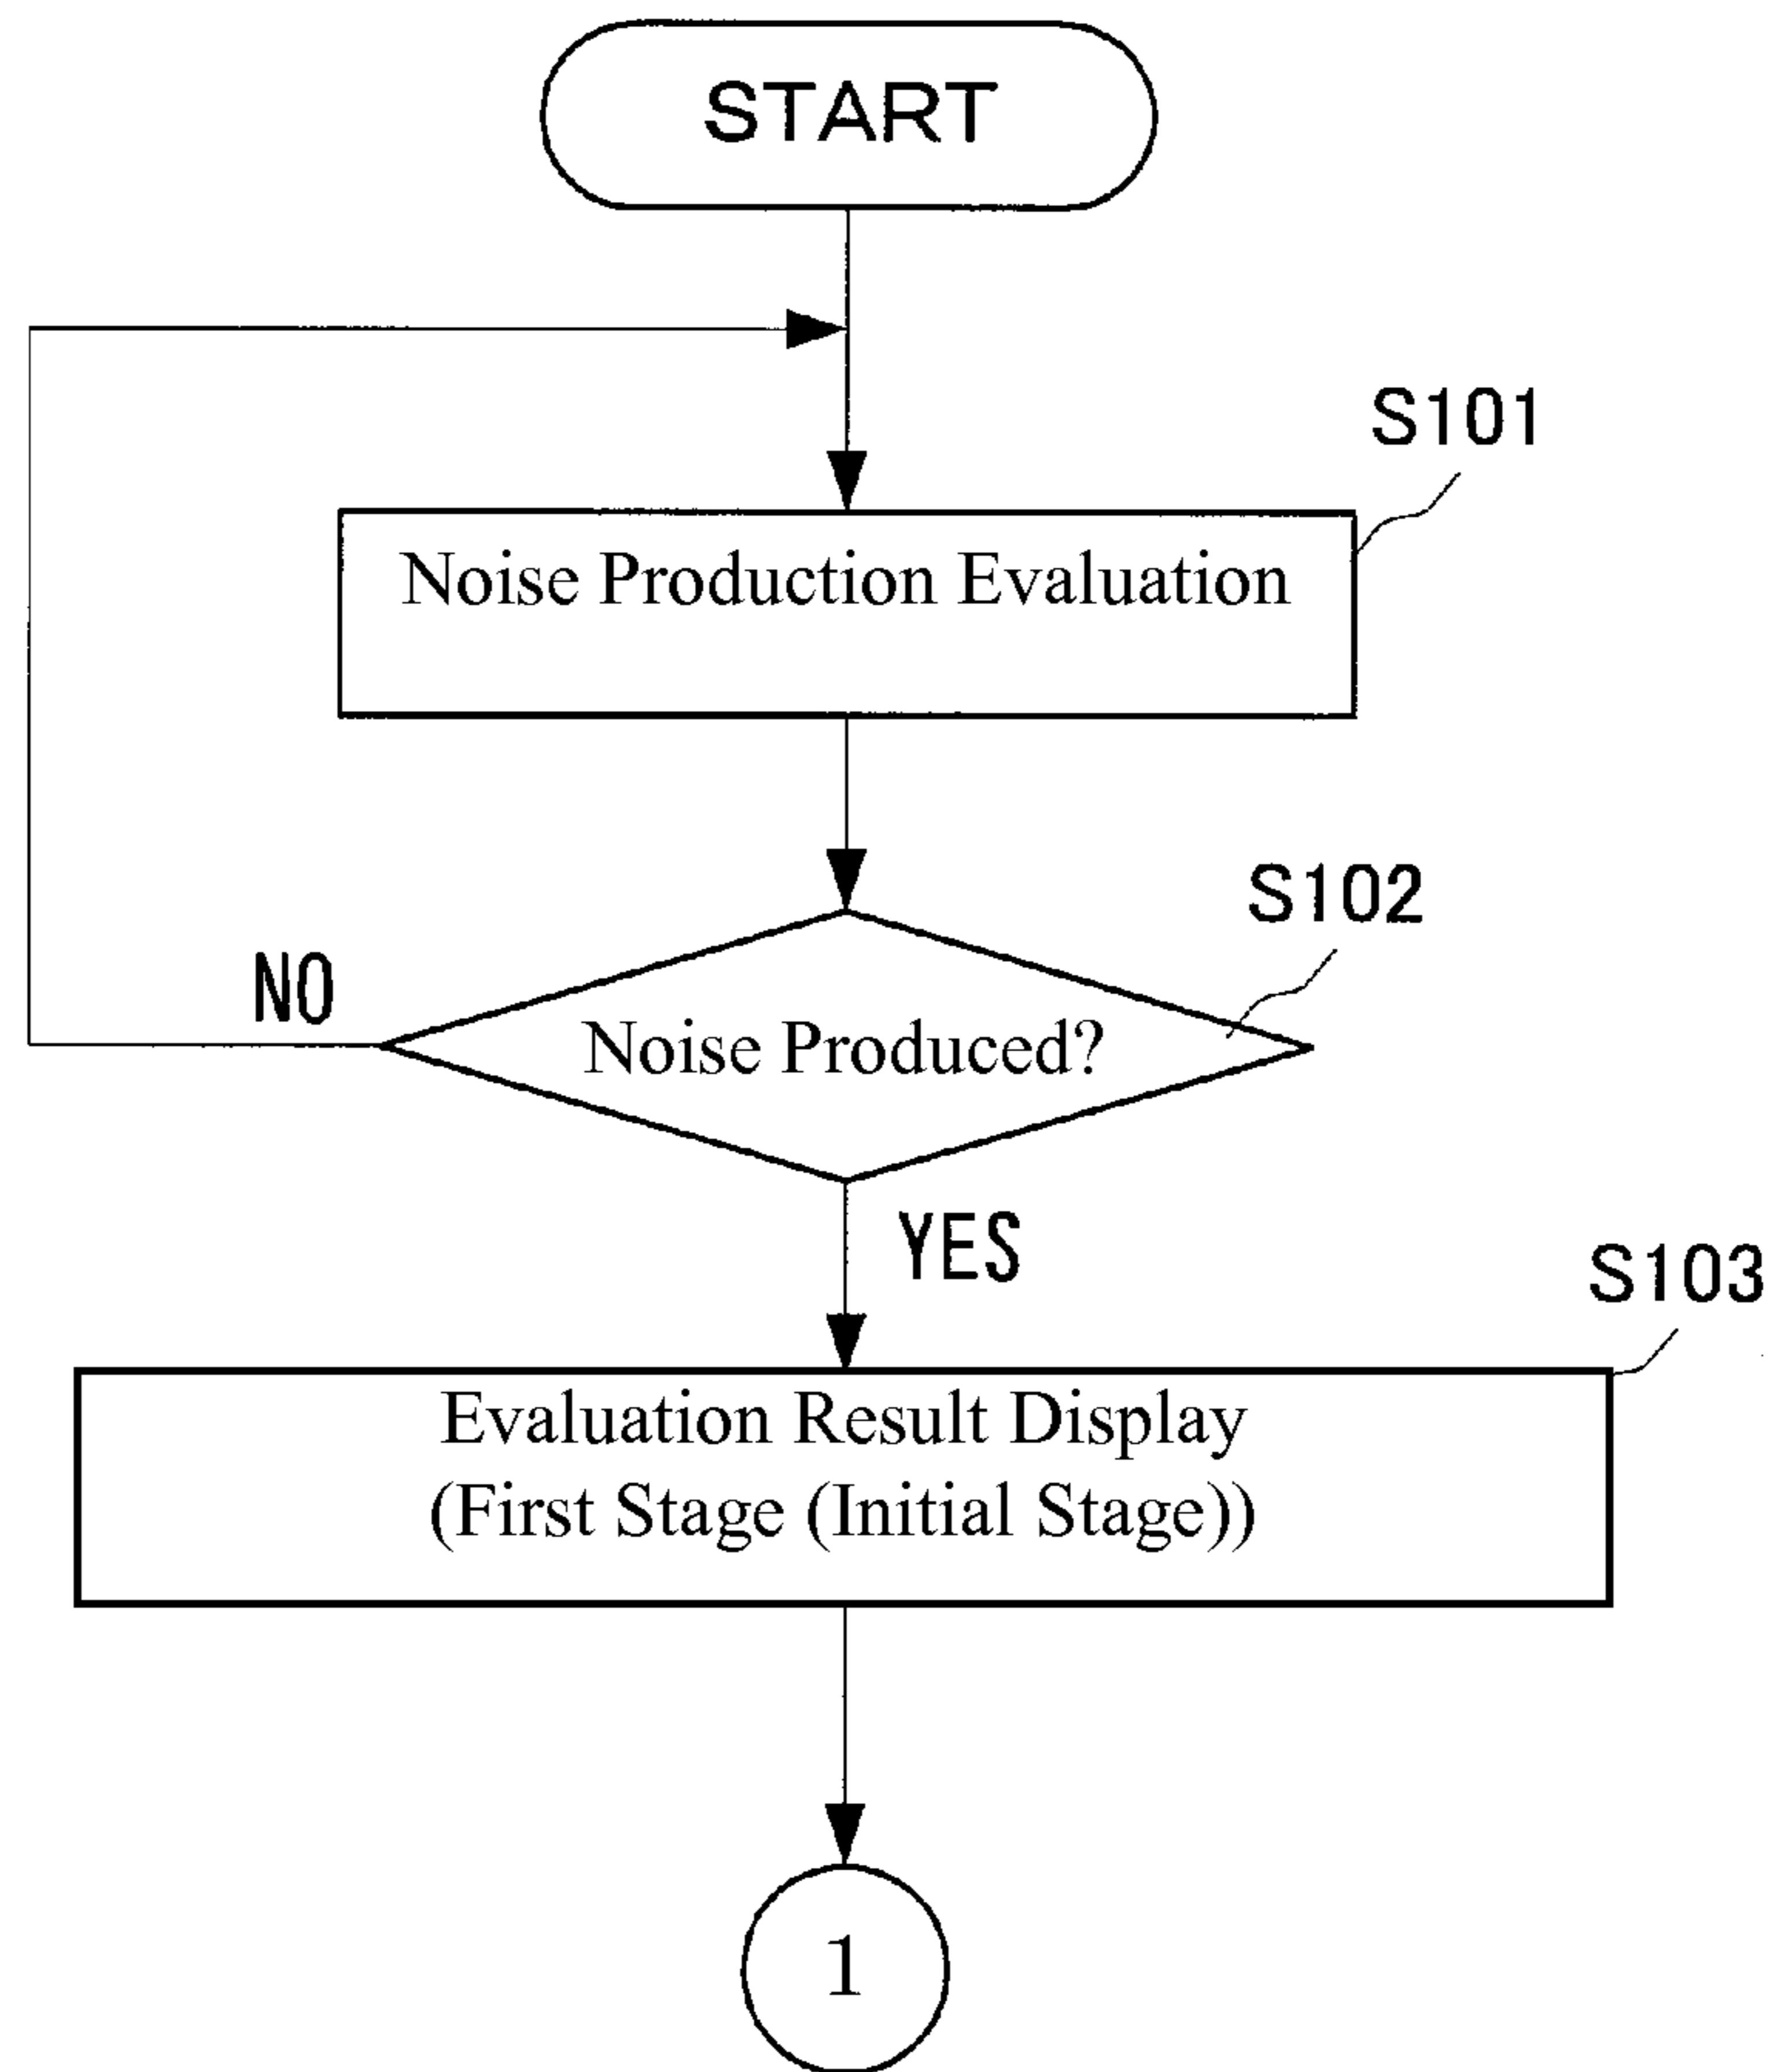 START
S101
Noise Production Evaluation
S102
NO
Noise Produced?
YES
S103
Evaluation Result Display
(First Stage (Initial Stage))
1